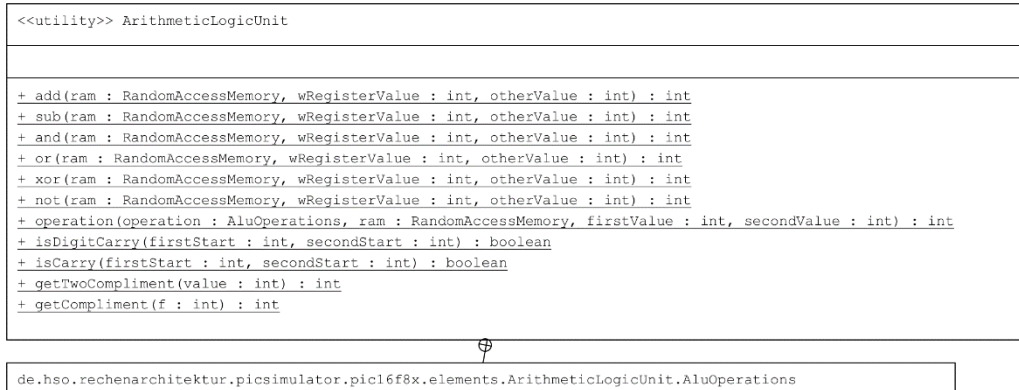 <<utility>> ArithmeticLogicUnit
+ add(ram : RandomAccessMemory, wRegisterValue : int, otherValue : int) : int
+ sub(ram : RandomAccessMemory, wRegisterValue : int, otherValue : int) : int
+ and(ram : RandomAccessMemory, wRegisterValue : int, otherValue : int) : int
+ or(ram : RandomAccessMemory, wRegisterValue : int, otherValue : int) : int
+ xor(ram : RandomAccessMemory, wRegisterValue : int, otherValue : int) : int
+ not(ram : RandomAccessMemory, wRegisterValue : int, otherValue : int) : int
+ operation(operation : AluOperations, ram : RandomAccessMemory, firstValue : int, secondValue : int) : int
+ isDigitCarry(firstStart : int, secondStart : int) : boolean
+ isCarry(firstStart : int, secondStart : int) : boolean
+ getTwoCompliment(value : int) : int
+ getCompliment(f : int) : int
de.hso.rechenarchitektur.picsimulator.pic16f8x.elements.ArithmeticLogicUnit.AluOperations